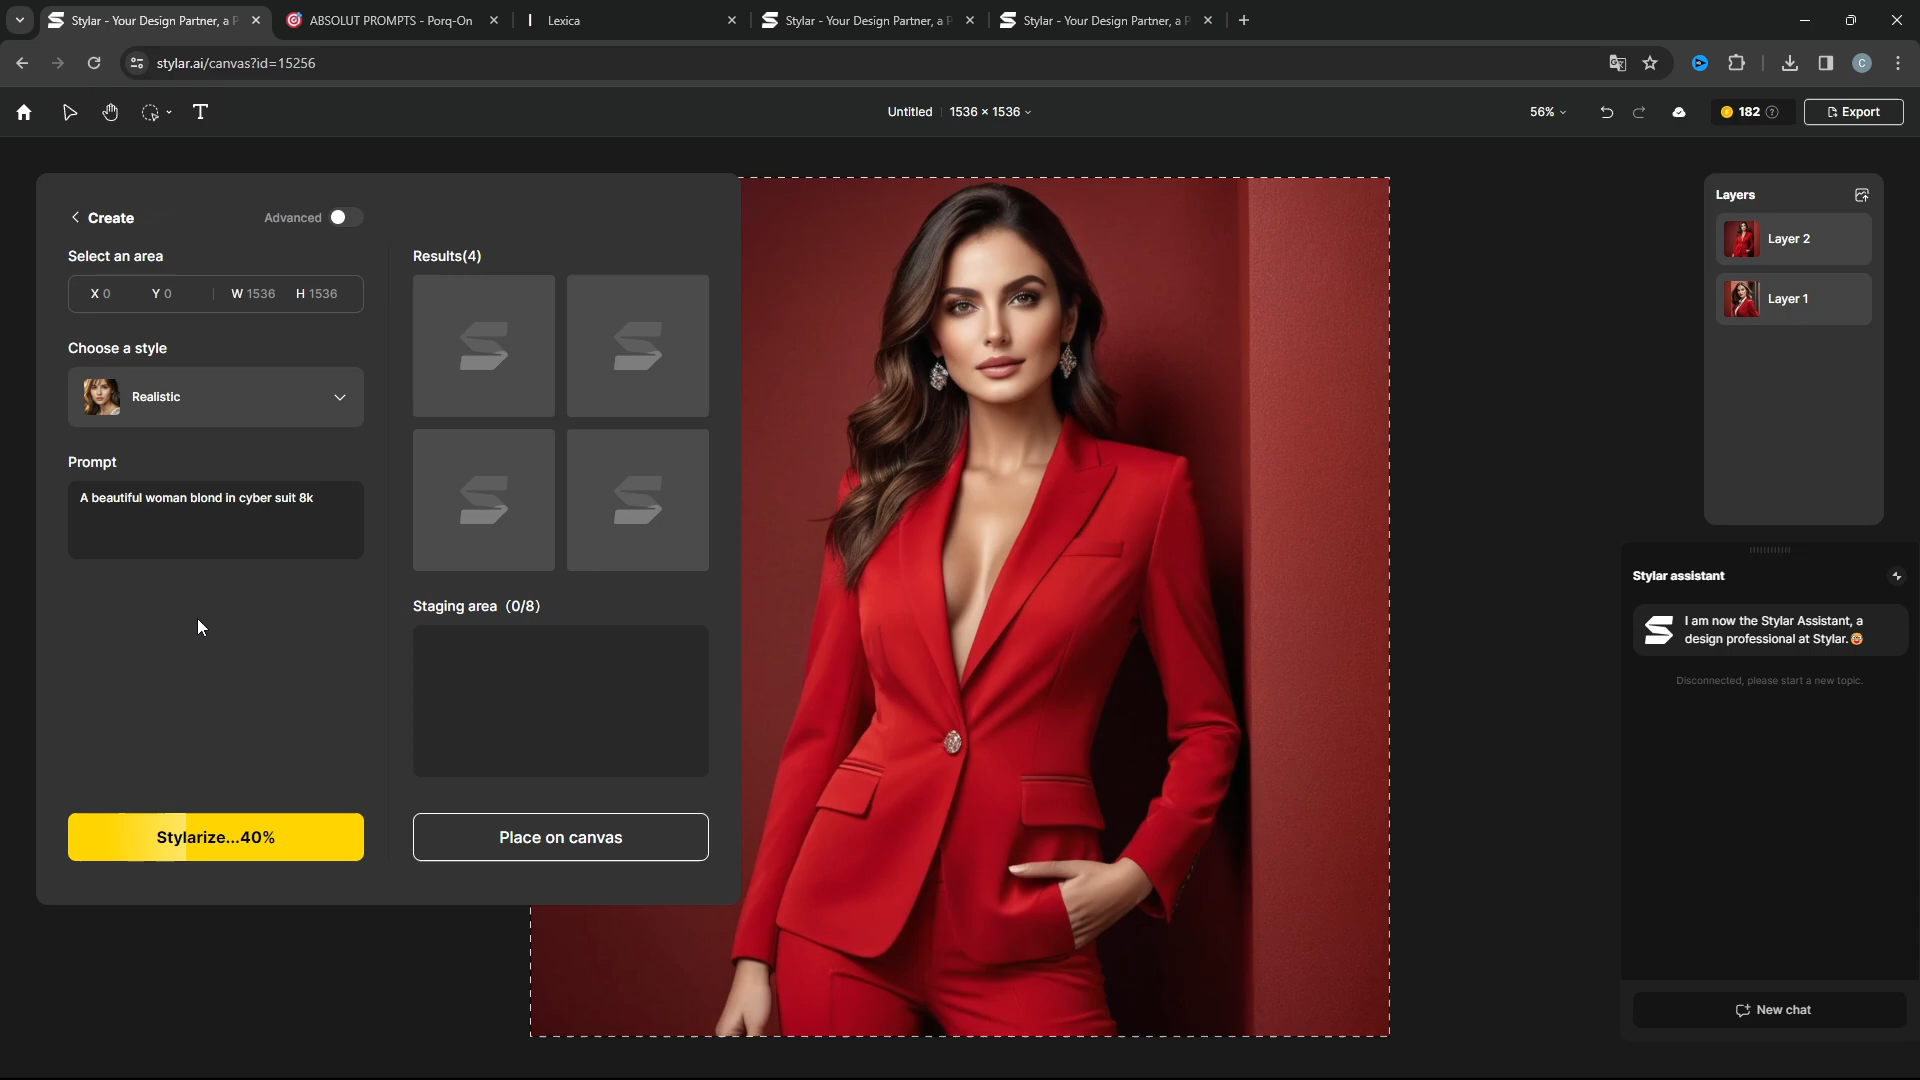 Stylar - Your Design Partner, a P
ABSOLUT PROMPTS - Porq-On
Lexica
Stylar - Your Design Partner, a P
Stylar - Your Design Partner, a P
stylar.ai/canvas?id=15256
C
T
Untitled
1536 × 1536
56%
182
Export
Create
Advanced
Select an area
X 0
Y 0
W 1536
H 1536
Choose a style
Realistic
Prompt
A beautiful woman blond in cyber suit 8k
Stylarize...40%
Results(4)
Staging area (0/8)
Place on canvas
Layers
Layer 2
Layer 1
Stylar assistant
I am now the Stylar Assistant, a
design professional at Stylar.
Disconnected, please start a new topic.
New chat